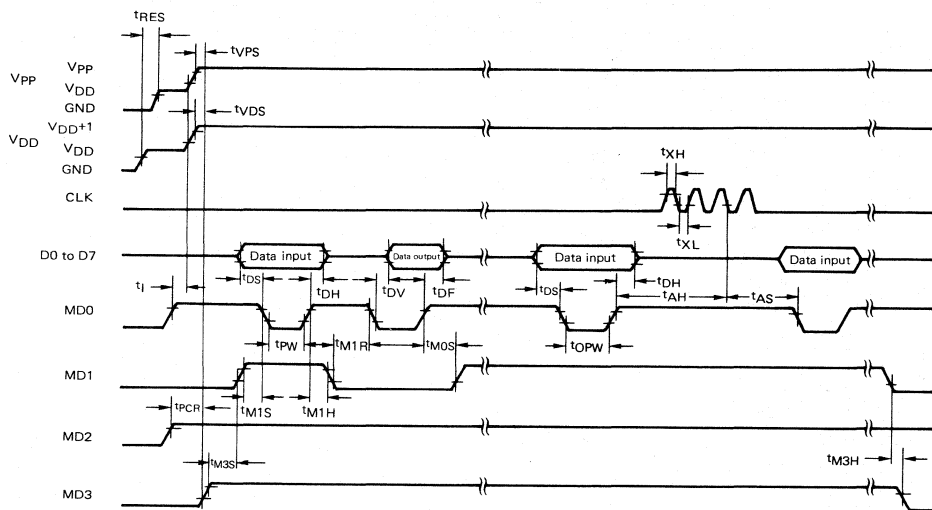 tRES
tVPS
VPP
VPP
VDD
GND
tVDS
VDD+1
VDD
VDD
GND
tXH
CLK
tXL
D0 to D7
Data input
Data output
Data input
Data input
tDS
tDH
tDV
tDF
tDS
tDH
tI
tAH
tAS
MD0
tPW
tM1R
tM0S
tOPW
MD1
tM1S
tM1H
tPCR
MD2
tM3S
tM3H
MD3